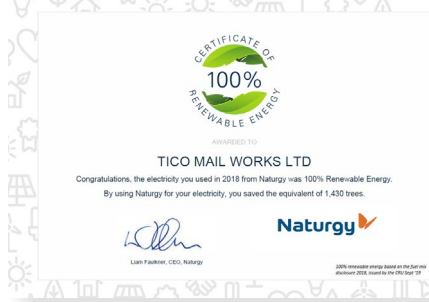 CERTIFICATE OF
100%
RENEWABLE ENERGY
AWARDED TO
TICO MAIL WORKS LTD
Congratulations, the electricity you used in 2018 from Naturgy was 100% Renewable Energy.
By using Naturgy for your electricity, you saved the equivalent of 1,430 trees.
Naturgy
Liam Faulkner, CEO, Naturgy
100% renewable energy based on the fuel mix
disclosure 2018, issued by the CRU Sept '19